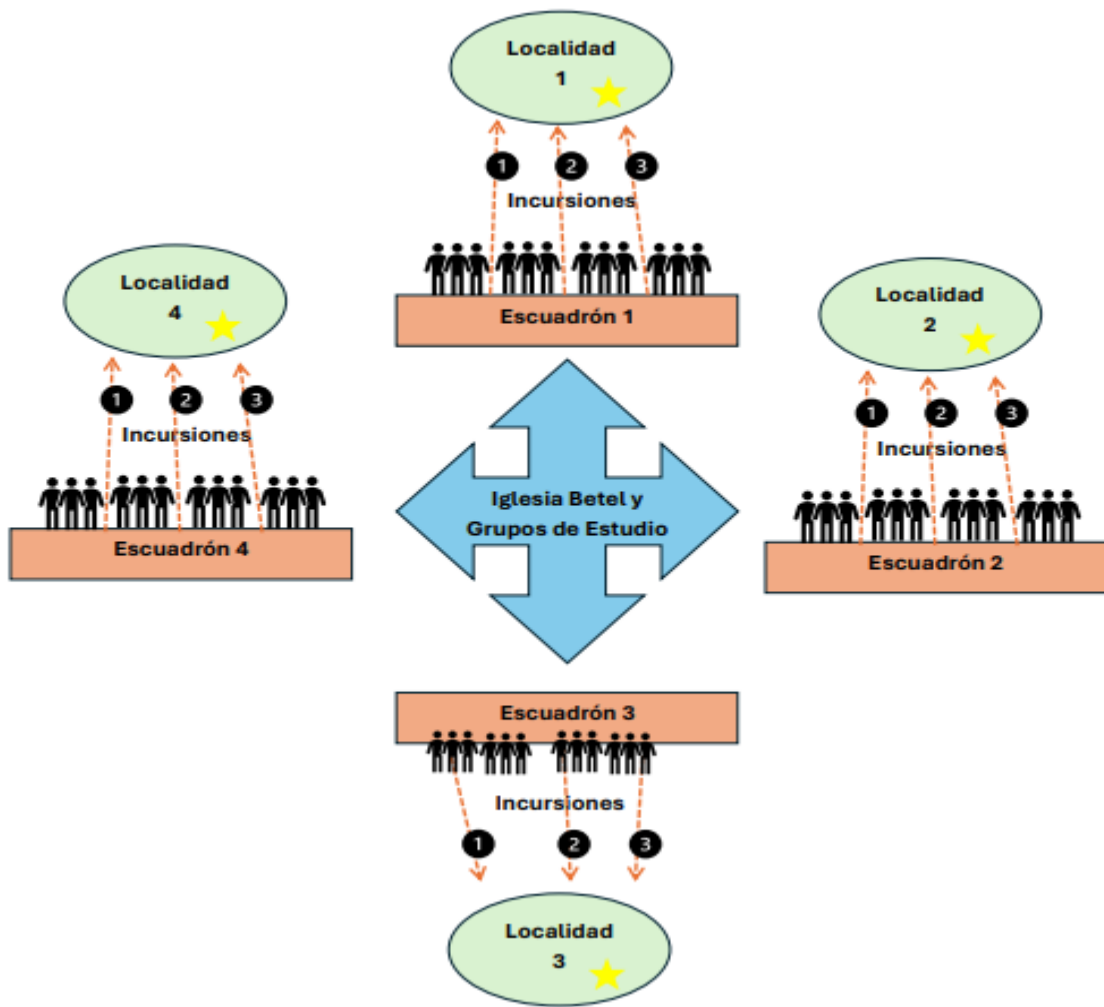 Localidad
1
1 2 3
Incursiones
Escuadrón 1
Localidad
4
1 2 3
Incursiones
Escuadrón 4
Localidad
2
1 2 3
Incursiones
Escuadrón 2
Iglesia Betel y
Grupos de Estudio
Escuadrón 3
Incursiones
1 2 3
Localidad
3